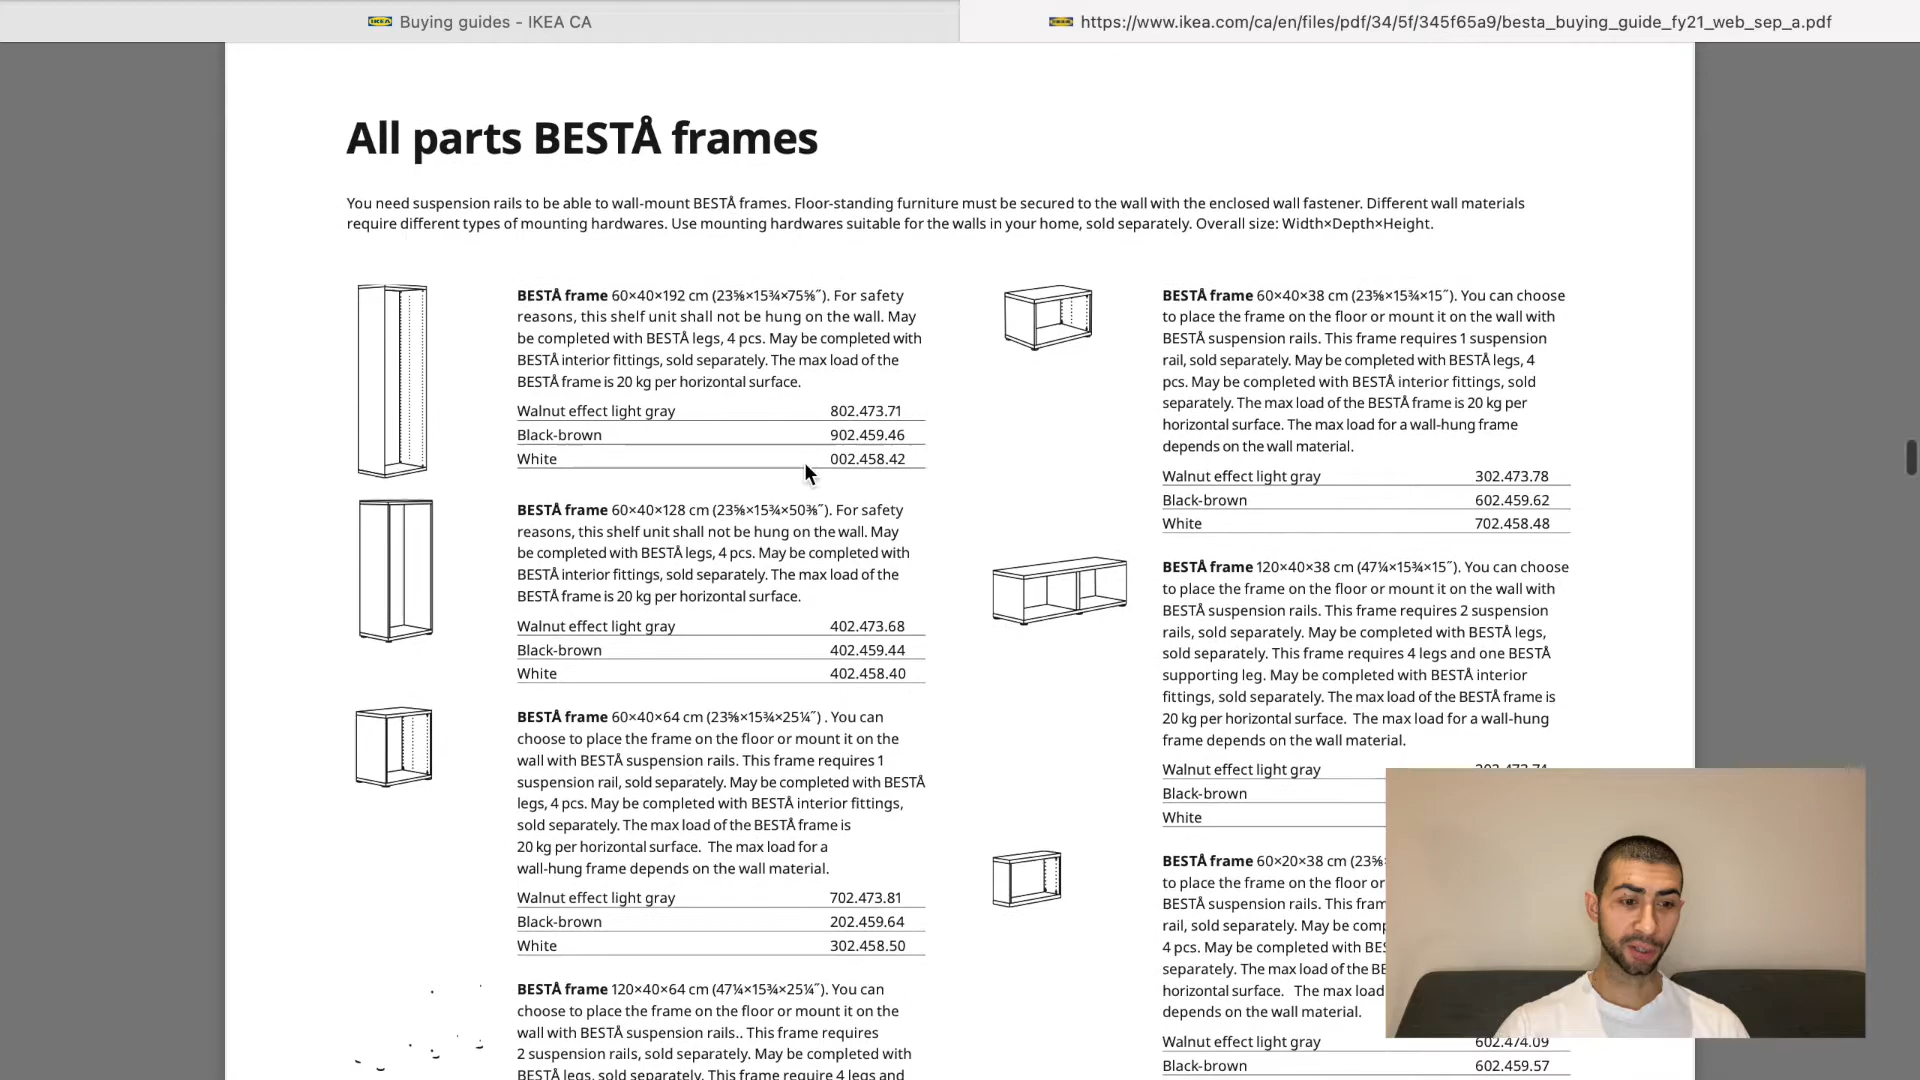 Buying guides - IKEA CA
https://www.ikea.com/ca/en/files/pdf/34/5f/345f65a9/besta_buying_guide_fy21_web_sep_a.pdf
All parts BESTÅ frames
You need suspension rails to be able to wall-mount BESTÅ frames. Floor-standing furniture must be secured to the wall with the enclosed wall fastener. Different wall materials
require different types of mounting hardwares. Use mounting hardwares suitable for the walls in your home, sold separately. Overall size: Width×Depth×Height.
BESTÅ frame 60×40×192 cm (23⅝×15¾×75⅝˝). For safety
reasons, this shelf unit shall not be hung on the wall. May
be completed with BESTÅ legs, 4 pcs. May be completed with
BESTÅ interior fittings, sold separately. The max load of the
BESTÅ frame is 20 kg per horizontal surface.
Walnut effect light gray 802.473.71
Black-brown 902.459.46
White 002.458.42
BESTÅ frame 60×40×128 cm (23⅝×15¾×50⅜˝). For safety
reasons, this shelf unit shall not be hung on the wall. May
be completed with BESTÅ legs, 4 pcs. May be completed with
BESTÅ interior fittings, sold separately. The max load of the
BESTÅ frame is 20 kg per horizontal surface.
Walnut effect light gray 402.473.68
Black-brown 402.459.44
White 402.458.40
BESTÅ frame 60×40×64 cm (23⅝×15¾×25¼˝) . You can
choose to place the frame on the floor or mount it on the
wall with BESTÅ suspension rails. This frame requires 1
suspension rail, sold separately. May be completed with BESTÅ
legs, 4 pcs. May be completed with BESTÅ interior fittings,
sold separately. The max load of the BESTÅ frame is
20 kg per horizontal surface. The max load for a
wall-hung frame depends on the wall material.
Walnut effect light gray 702.473.81
Black-brown 202.459.64
White 302.458.50
BESTÅ frame 120×40×64 cm (47¼×15¾×25¼˝). You can
choose to place the frame on the floor or mount it on the
wall with BESTÅ suspension rails.. This frame requires
2 suspension rails, sold separately. May be completed with
BESTÅ legs, sold separately. This frame require 4 legs and
BESTÅ frame 60×40×38 cm (23⅝×15¾×15˝). You can choose
to place the frame on the floor or mount it on the wall with
BESTÅ suspension rails. This frame requires 1 suspension
rail, sold separately. May be completed with BESTÅ legs, 4
pcs. May be completed with BESTÅ interior fittings, sold
separately. The max load of the BESTÅ frame is 20 kg per
horizontal surface. The max load for a wall-hung frame
depends on the wall material.
Walnut effect light gray 302.473.78
Black-brown 602.459.62
White 702.458.48
BESTÅ frame 120×40×38 cm (47¼×15¾×15˝). You can choose
to place the frame on the floor or mount it on the wall with
BESTÅ suspension rails. This frame requires 2 suspension
rails, sold separately. May be completed with BESTÅ legs,
sold separately. This frame requires 4 legs and one BESTÅ
supporting leg. May be completed with BESTÅ interior
fittings, sold separately. The max load of the BESTÅ frame is
20 kg per horizontal surface. The max load for a wall-hung
frame depends on the wall material.
Walnut effect light gray
Black-brown
White
BESTÅ frame 60×20×38 cm (23⅝
to place the frame on the floor or
BESTÅ suspension rails. This fram
rail, sold separately. May be comp
4 pcs. May be completed with BES
separately. The max load of the BE
horizontal surface. The max load
depends on the wall material.
Walnut effect light gray 602.474.09
Black-brown 602.459.57